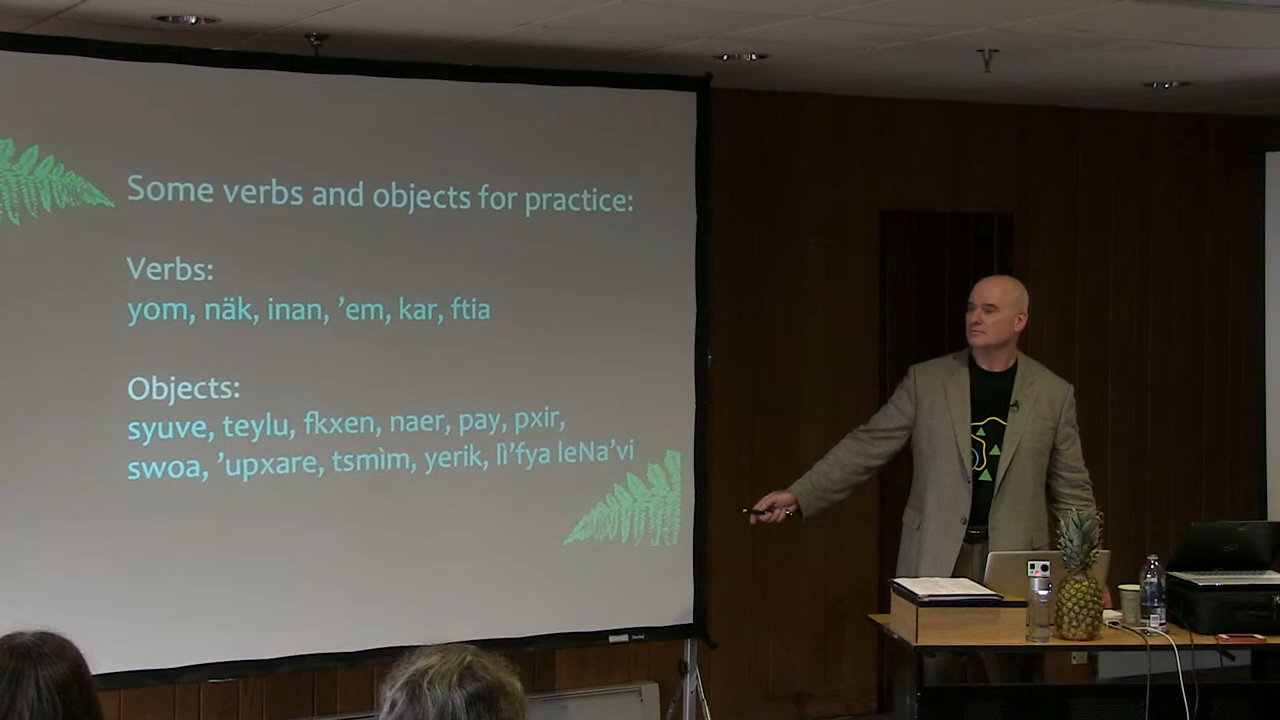 Some verbs and objects for practice:
Verbs:
yom, näk, inan, ’em, kar, ftia
Objects:
syuve, teylu, fkxen, naer, pay, pxir,
swoa, ’upxare, tsmìm, yerik, lì’fya leNa’vi